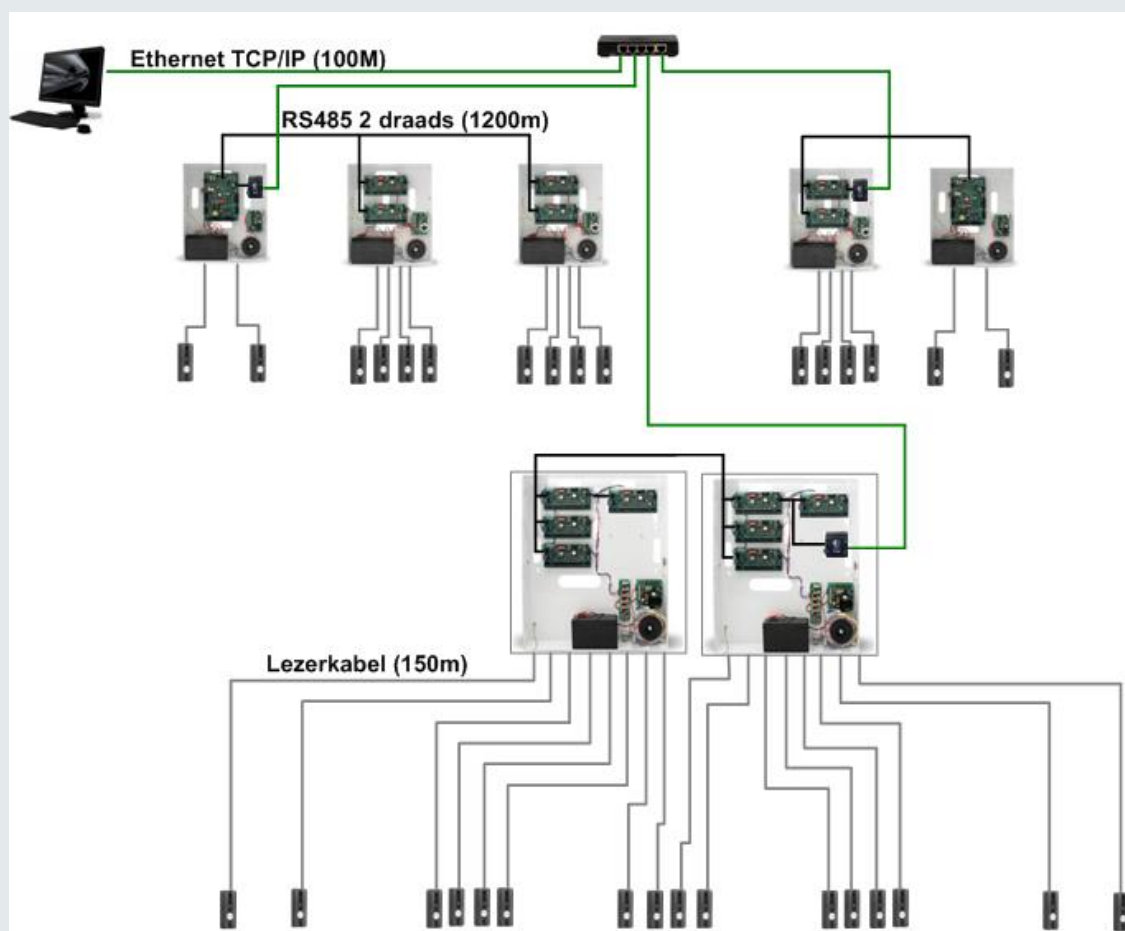 Ethernet TCP/IP (100M)
RS485 2 draads (1200m)
Lezerkabel (150m)